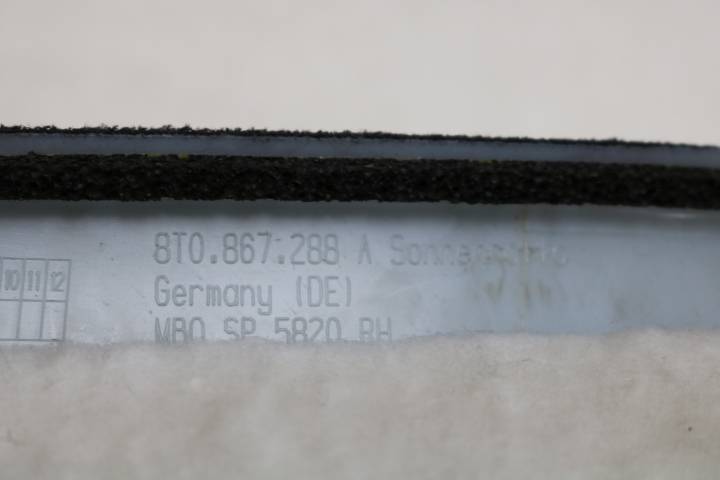 8T0.867.288 A
Germany (DE)
10 11 12
MBO SP 5820 RH